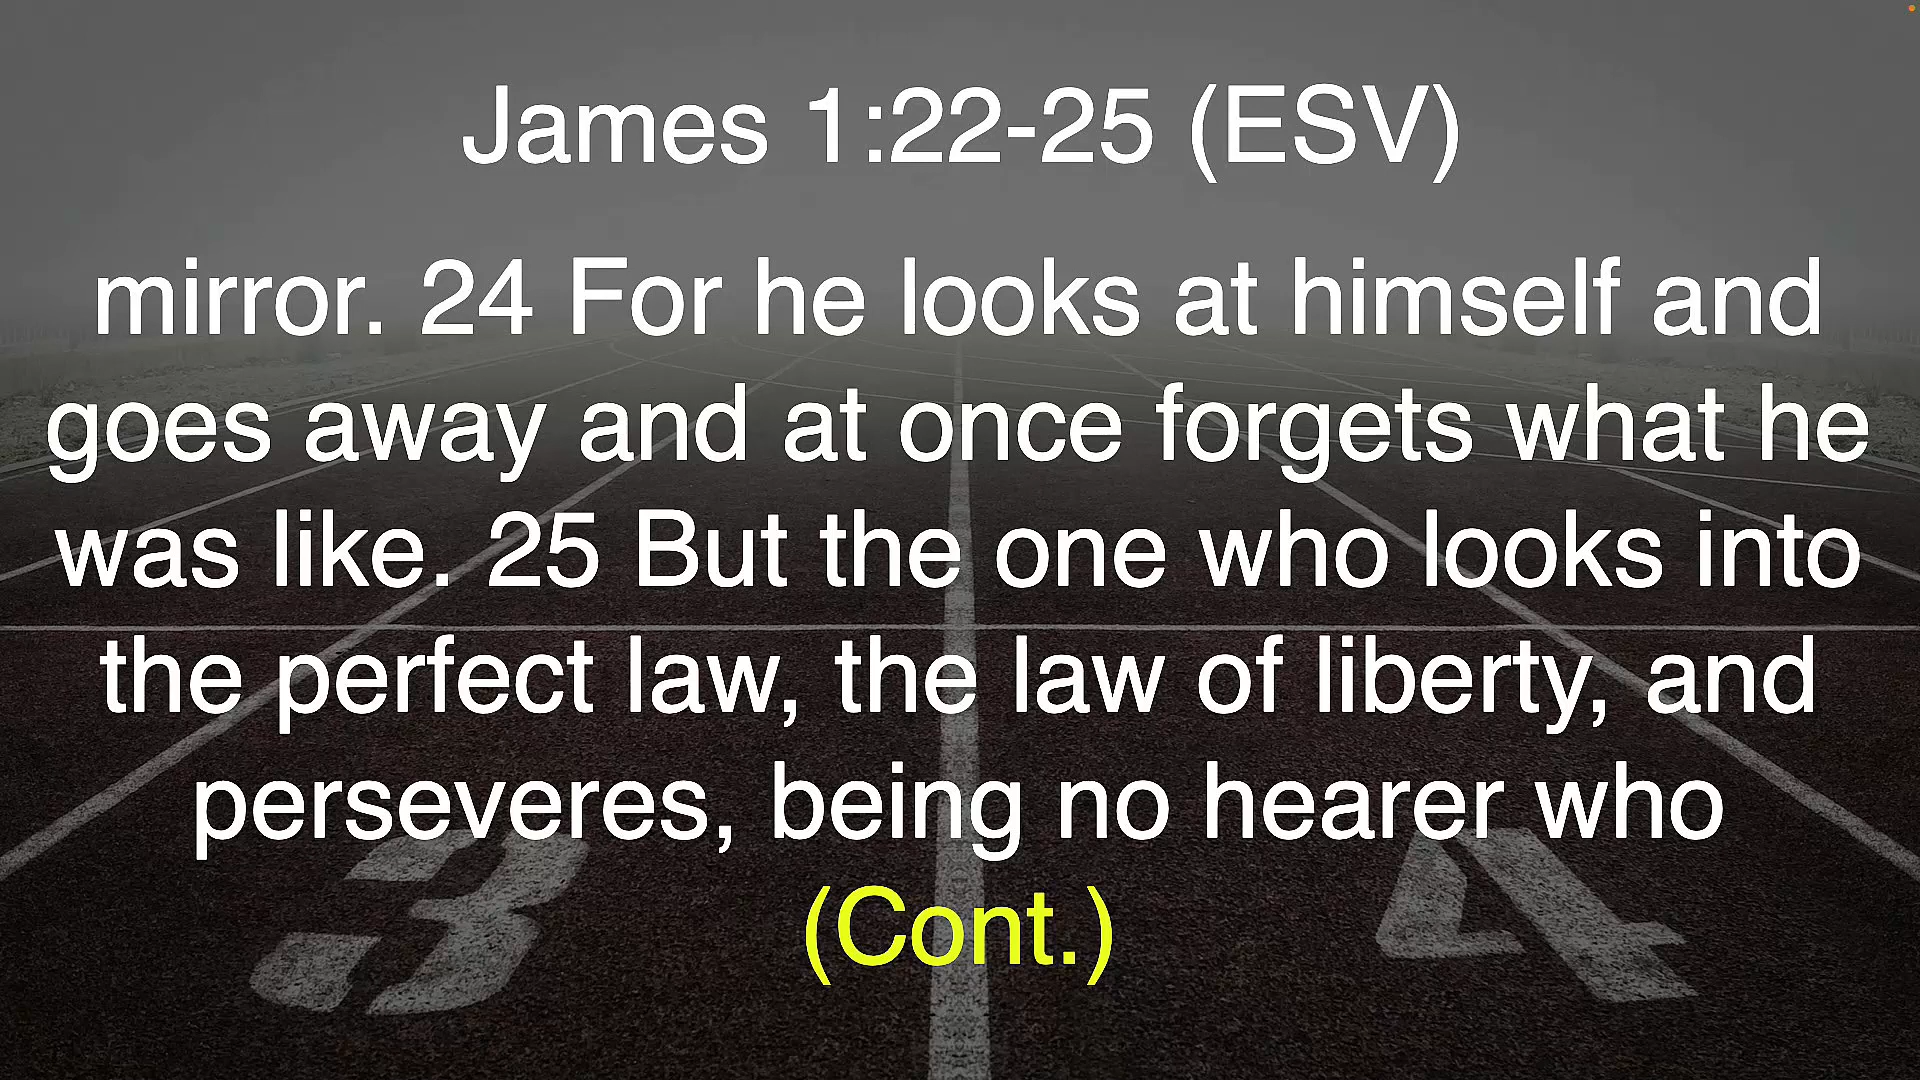 James 1:22-25 (ESV)
mirror. 24 For he looks at himself and
goes away and at once forgets what he
was like. 25 But the one who looks into
the perfect law, the law of liberty, and
perseveres, being no hearer who
(Cont.)
3 4